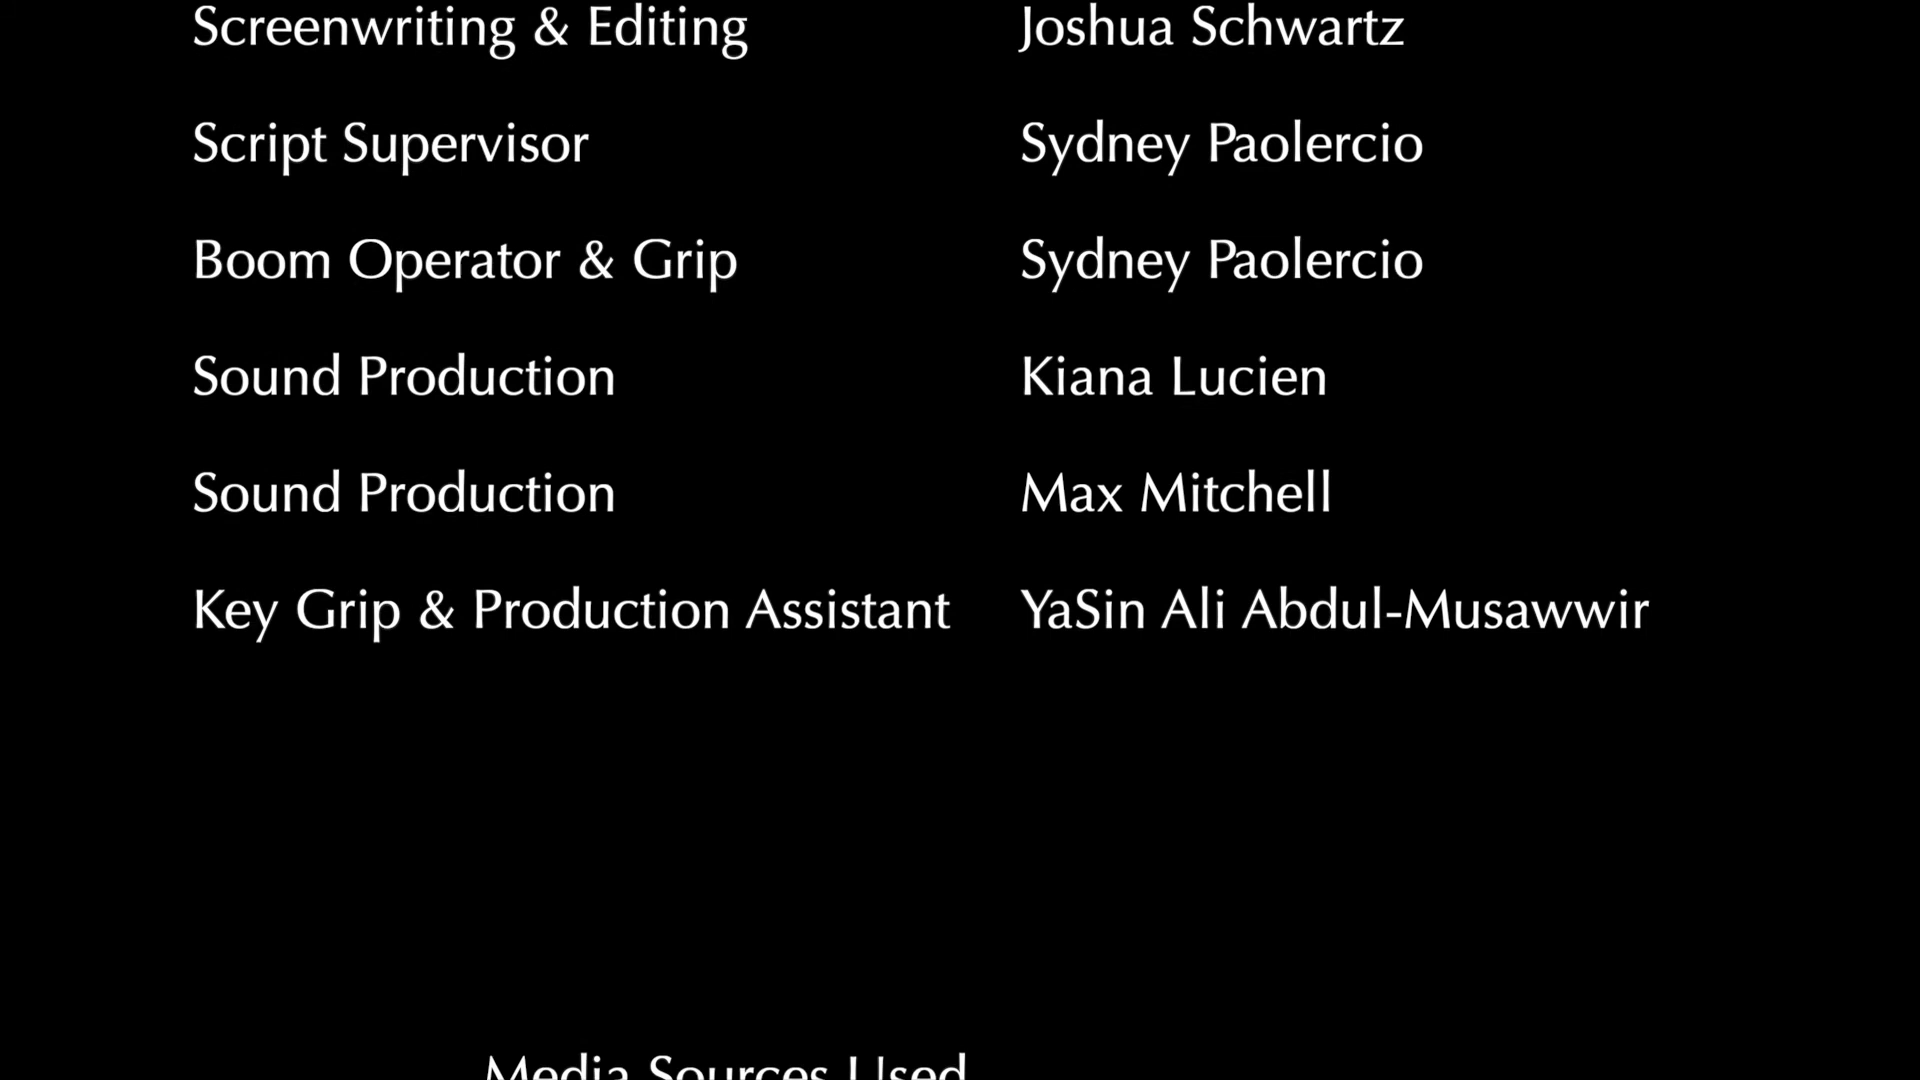 Screenwriting & Editing Joshua Schwartz
Script Supervisor Sydney Paolercio
Boom Operator & Grip Sydney Paolercio
Sound Production Kiana Lucien
Sound Production Max Mitchell
Key Grip & Production Assistant YaSin Ali Abdul-Musawwir
Media Sources Used